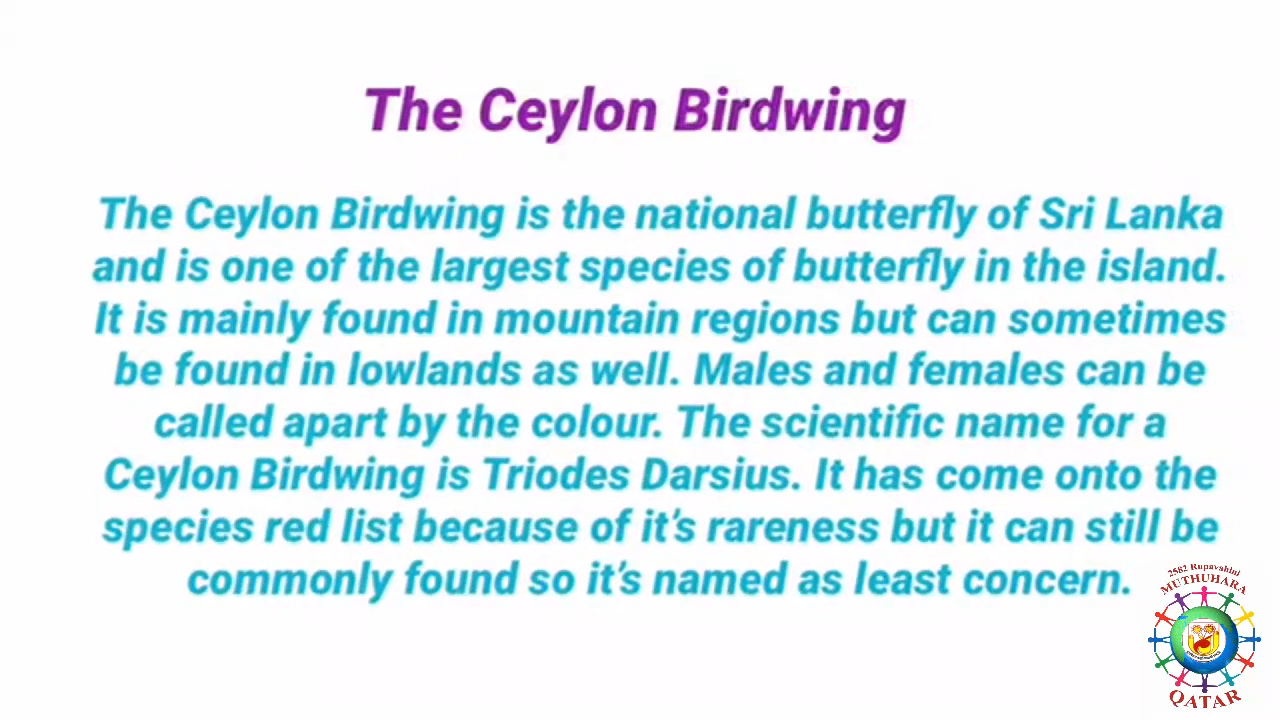 The Ceylon Birdwing
The Ceylon Birdwing is the national butterfly of Sri Lanka
and is one of the largest species of butterfly in the island.
It is mainly found in mountain regions but can sometimes
be found in lowlands as well. Males and females can be
called apart by the colour. The scientific name for a
Ceylon Birdwing is Triodes Darsius. It has come onto the
species red list because of it's rareness but it can still be
commonly found so it's named as least concern.
2582 Rupavahini
MUTHUHARA
QATAR